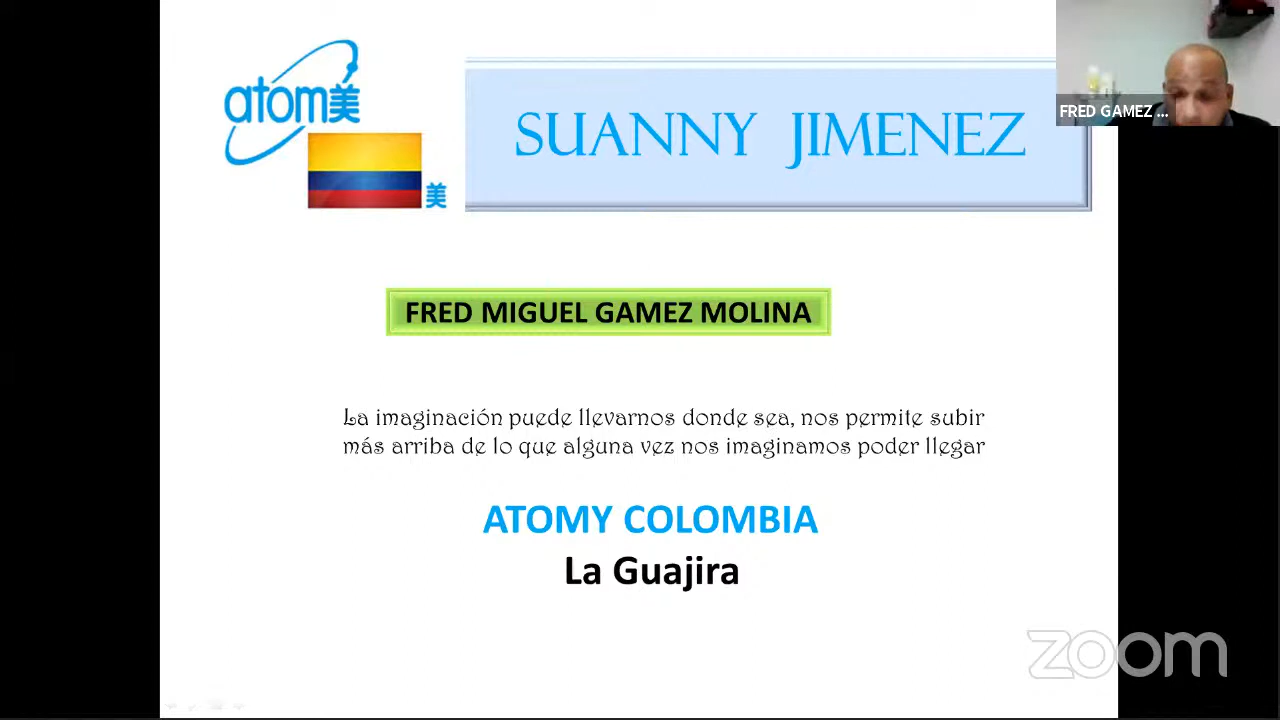 atom美
美
SUANNY JIMENEZ
FRED GAMEZ ...
FRED MIGUEL GAMEZ MOLINA
La imaginación puede llevarnos donde sea, nos permite subir
más arriba de lo que alguna vez nos imaginamos poder llegar
ATOMY COLOMBIA
La Guajira
zoom